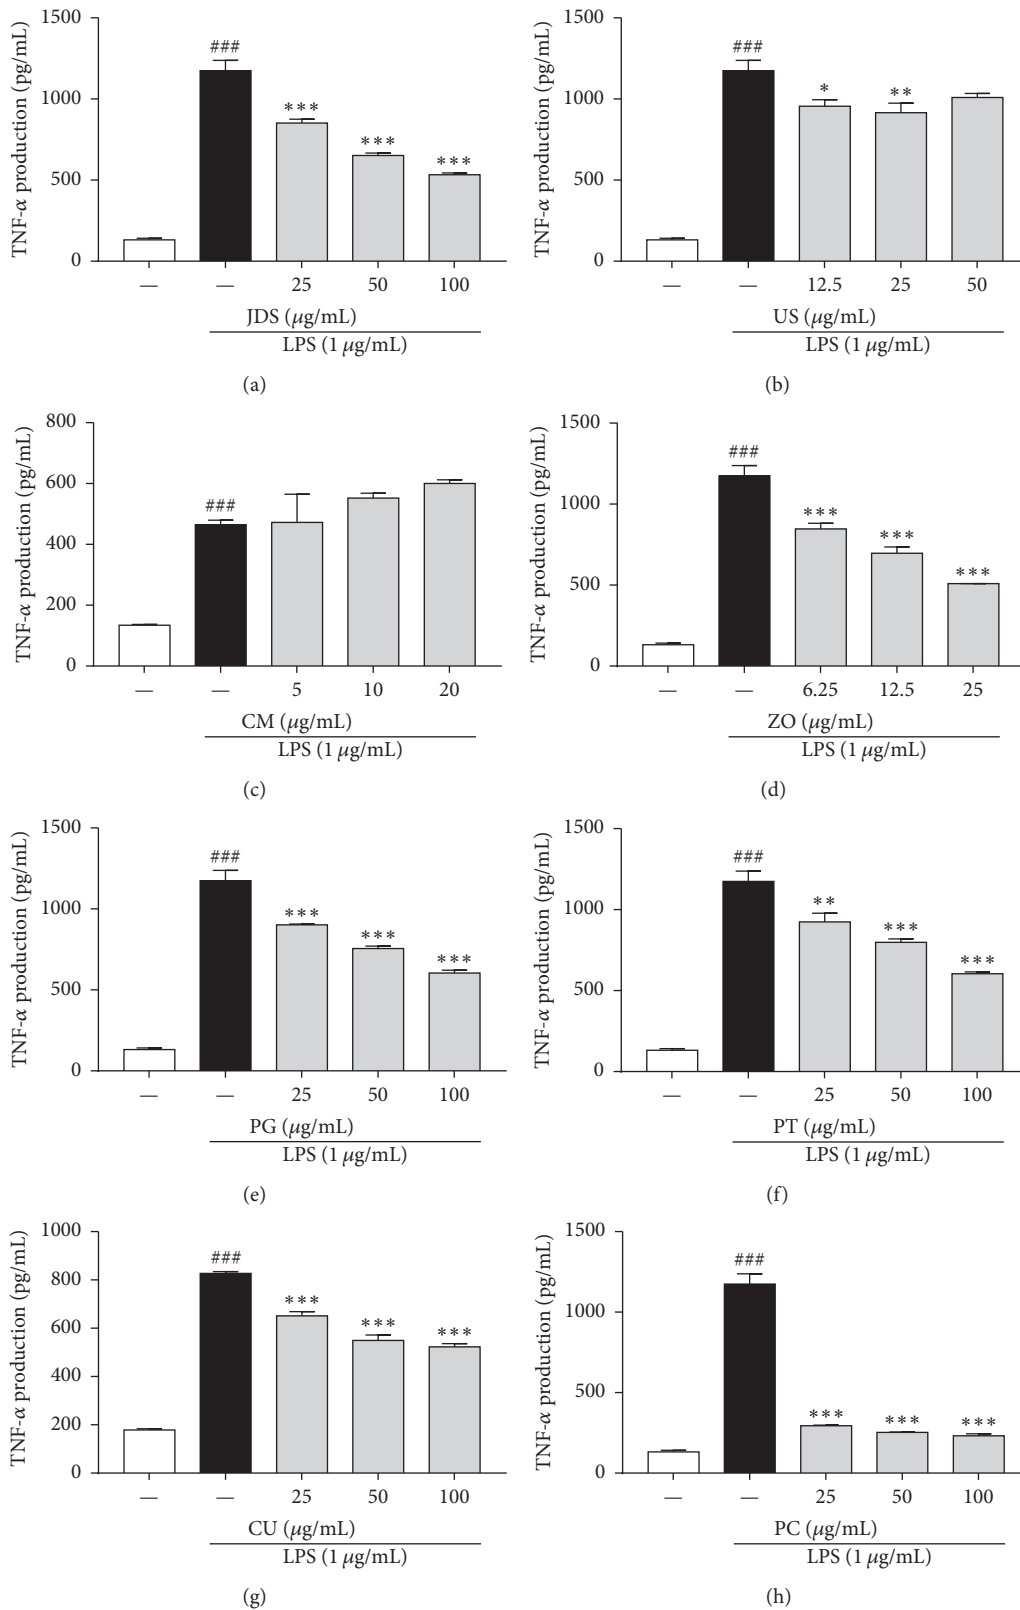 TNF-α production (pg/mL)
1500
1000
500
0
###
***
***
***
— — 25 50 100
JDS (μg/mL)
LPS (1 μg/mL)
(a)
TNF-α production (pg/mL)
1500
1000
500
0
###
*
**
— — 12.5 25 50
US (μg/mL)
LPS (1 μg/mL)
(b)
TNF-α production (pg/mL)
800
600
400
200
0
###
— — 5 10 20
CM (μg/mL)
LPS (1 μg/mL)
(c)
TNF-α production (pg/mL)
1500
1000
500
0
###
***
***
***
— — 6.25 12.5 25
ZO (μg/mL)
LPS (1 μg/mL)
(d)
TNF-α production (pg/mL)
1500
1000
500
0
###
***
***
***
— — 25 50 100
PG (μg/mL)
LPS (1 μg/mL)
(e)
TNF-α production (pg/mL)
1500
1000
500
0
###
**
***
***
— — 25 50 100
PT (μg/mL)
LPS (1 μg/mL)
(f)
TNF-α production (pg/mL)
1000
800
600
400
200
0
###
***
***
***
— — 25 50 100
CU (μg/mL)
LPS (1 μg/mL)
(g)
TNF-α production (pg/mL)
1500
1000
500
0
###
***
***
***
— — 25 50 100
PC (μg/mL)
LPS (1 μg/mL)
(h)